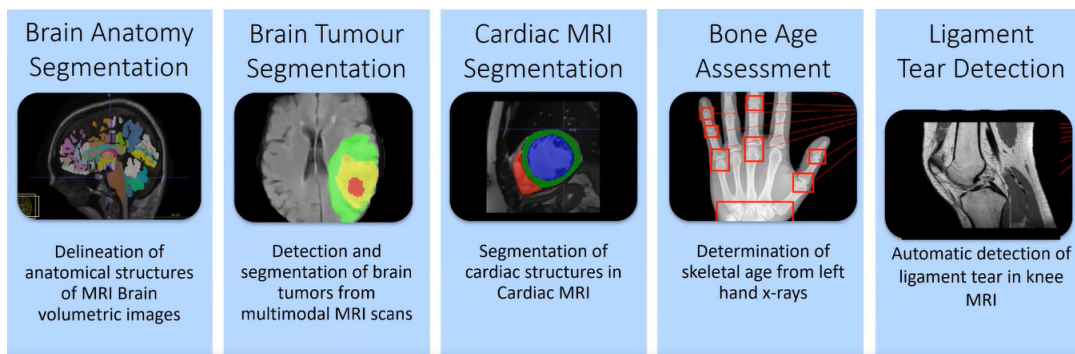 Brain Anatomy
Segmentation
Delineation of
anatomical structures
of MRI Brain
volumetric images
Brain Tumour
Segmentation
Detection and
segmentation of brain
tumors from
multimodal MRI scans
Cardiac MRI
Segmentation
Segmentation of
cardiac structures in
Cardiac MRI
Bone Age
Assessment
Determination of
skeletal age from left
hand x-rays
Ligament
Tear Detection
Automatic detection of
ligament tear in knee
MRI